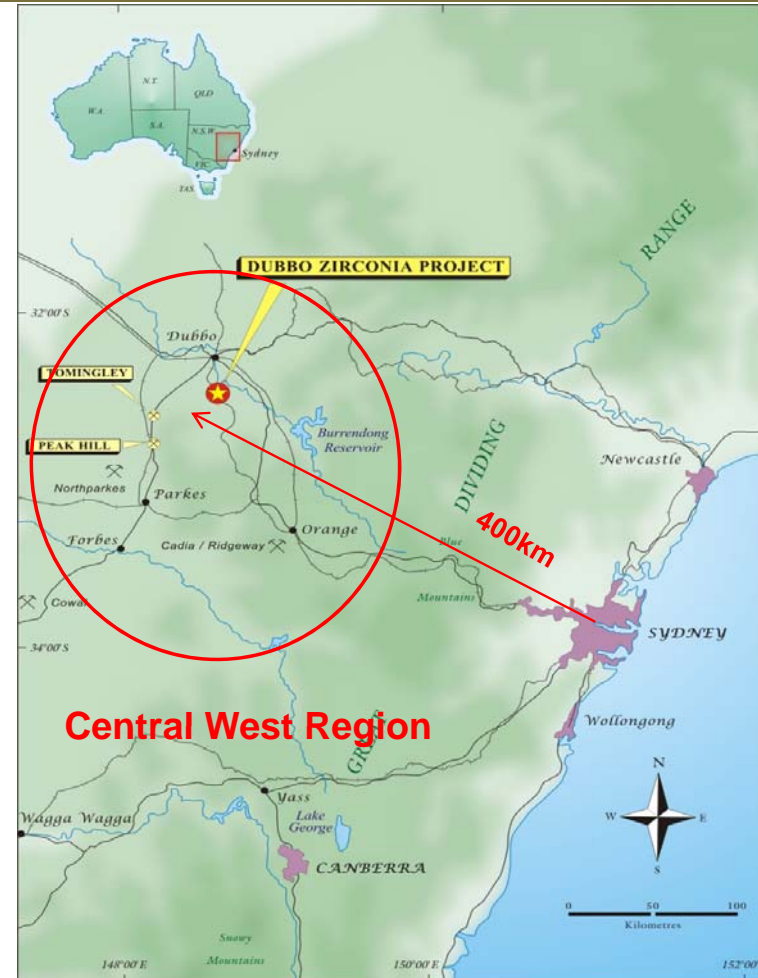 N.T.
QLD
W.A.
S.A.
N.S.W.
Sydney
VIC.
TAS.
RANGE
DUBBO ZIRCONIA PROJECT
32°00'S
Dubbo
TOMINGLEY
Burrendong
Reservoir
PEAK HILL
DIVIDING
Newcastle
Northparkes
Parkes
400km
Orange
Forbes
Cadia / Ridgeway
Blue
Mountains
Cowal
SYDNEY
34°00'S
Central West Region
Wollongong
GREAT
N
Yass
Wagga Wagga
Lake
George
W
E
CANBERRA
S
0 50 100
Kilometres
Snowy
Mountains
148°00'E
150°00'E
152°00'